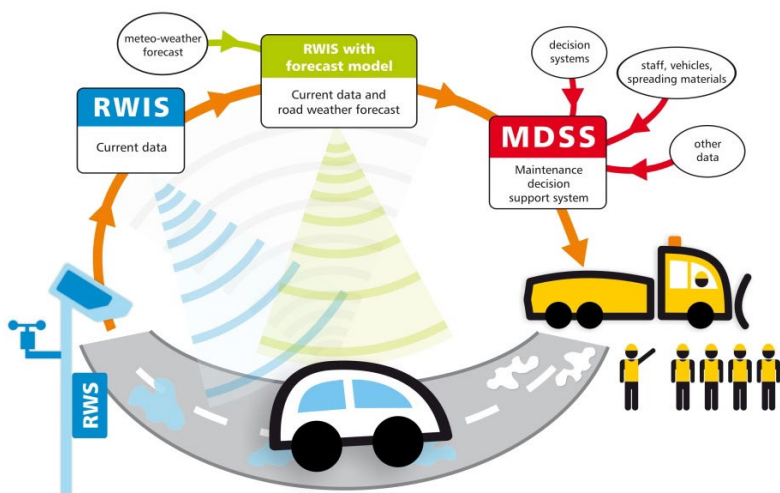 meteo-weather
forecast
RWIS with
forecast model
Current data and
road weather forecast
decision
systems
staff, vehicles,
spreading materials
RWIS
Current data
MDSS
Maintenance
decision
support system
other
data
RWS